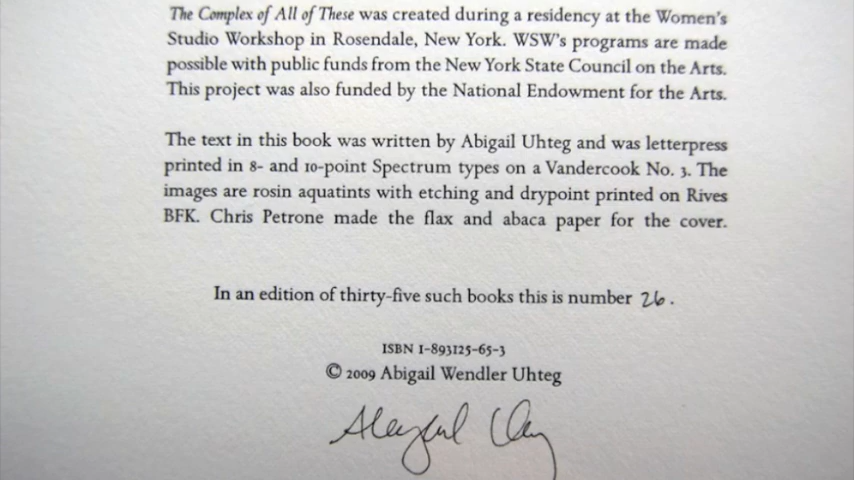 The Complex of All of These was created during a residency at the Women's
Studio Workshop in Rosendale, New York. WSW's programs are made
possible with public funds from the New York State Council on the Arts.
This project was also funded by the National Endowment for the Arts.
The text in this book was written by Abigail Uhteg and was letterpress
printed in 8- and 10-point Spectrum types on a Vandercook No. 3. The
images are rosin aquatints with etching and drypoint printed on Rives
BFK. Chris Petrone made the flax and abaca paper for the cover.
In an edition of thirty-five such books this is number 26.
ISBN 1-893125-65-3
© 2009 Abigail Wendler Uhteg